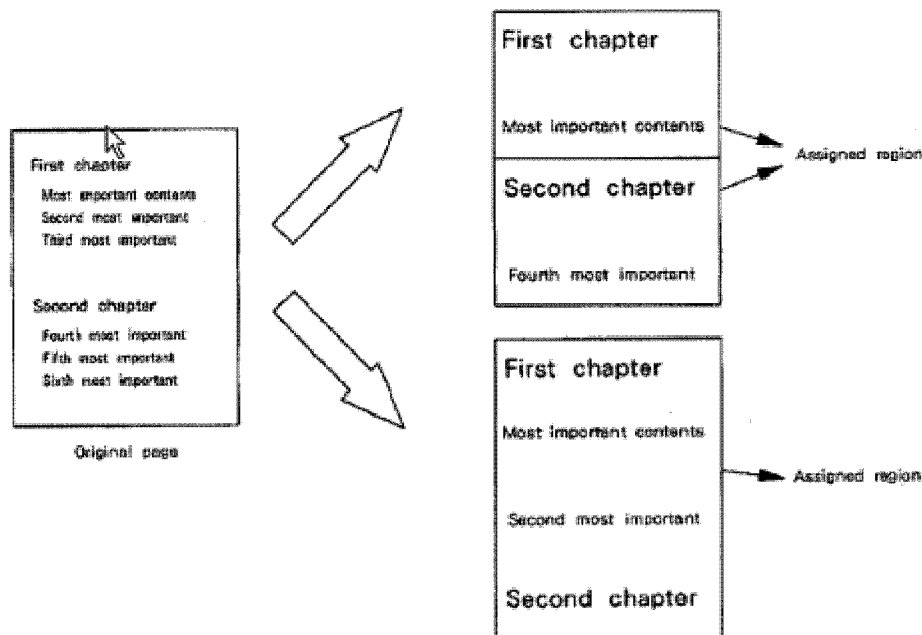 First chapter
Most important contents
Second most important
Third most important
Second chapter
Fourth most important
Fifth most important
Sixth most important
Original page
First chapter
Most important contents
Second chapter
Fourth most important
Assigned region
First chapter
Most important contents
Second most important
Second chapter
Assigned region